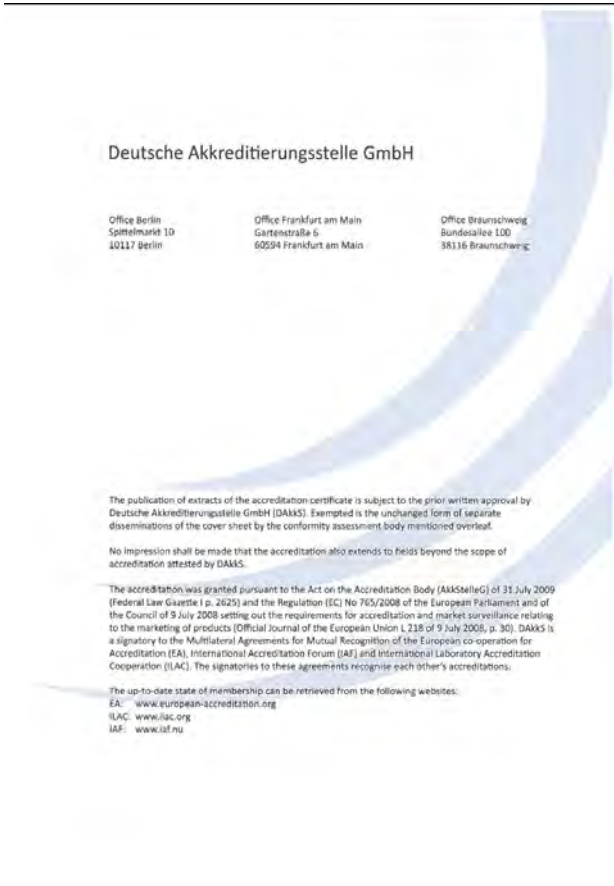 Deutsche Akkreditierungsstelle GmbH
Office Berlin
Spittelmarkt 10
10117 Berlin
Office Frankfurt am Main
Gartenstraße 6
60594 Frankfurt am Main
Office Braunschweig
Bundesallee 100
38116 Braunschweig
The publication of extracts of the accreditation certificate is subject to the prior written approval by
Deutsche Akkreditierungsstelle GmbH (DAkkS). Exempted is the unchanged form of separate
disseminations of the cover sheet by the conformity assessment body mentioned overleaf.
No impression shall be made that the accreditation also extends to fields beyond the scope of
accreditation attested by DAkkS.
The accreditation was granted pursuant to the Act on the Accreditation Body (AkkStelleG) of 31 July 2009
(Federal Law Gazette I p. 2625) and the Regulation (EC) No 765/2008 of the European Parliament and of
the Council of 9 July 2008 setting out the requirements for accreditation and market surveillance relating
to the marketing of products (Official Journal of the European Union L 218 of 9 July 2008, p. 30). DAkkS is
a signatory to the Multilateral Agreements for Mutual Recognition of the European co-operation for
Accreditation (EA), International Accreditation Forum (IAF) and International Laboratory Accreditation
Cooperation (ILAC). The signatories to these agreements recognise each other's accreditations.
The up-to-date state of membership can be retrieved from the following websites:
EA: www.european-accreditation.org
ILAC: www.ilac.org
IAF: www.iaf.nu